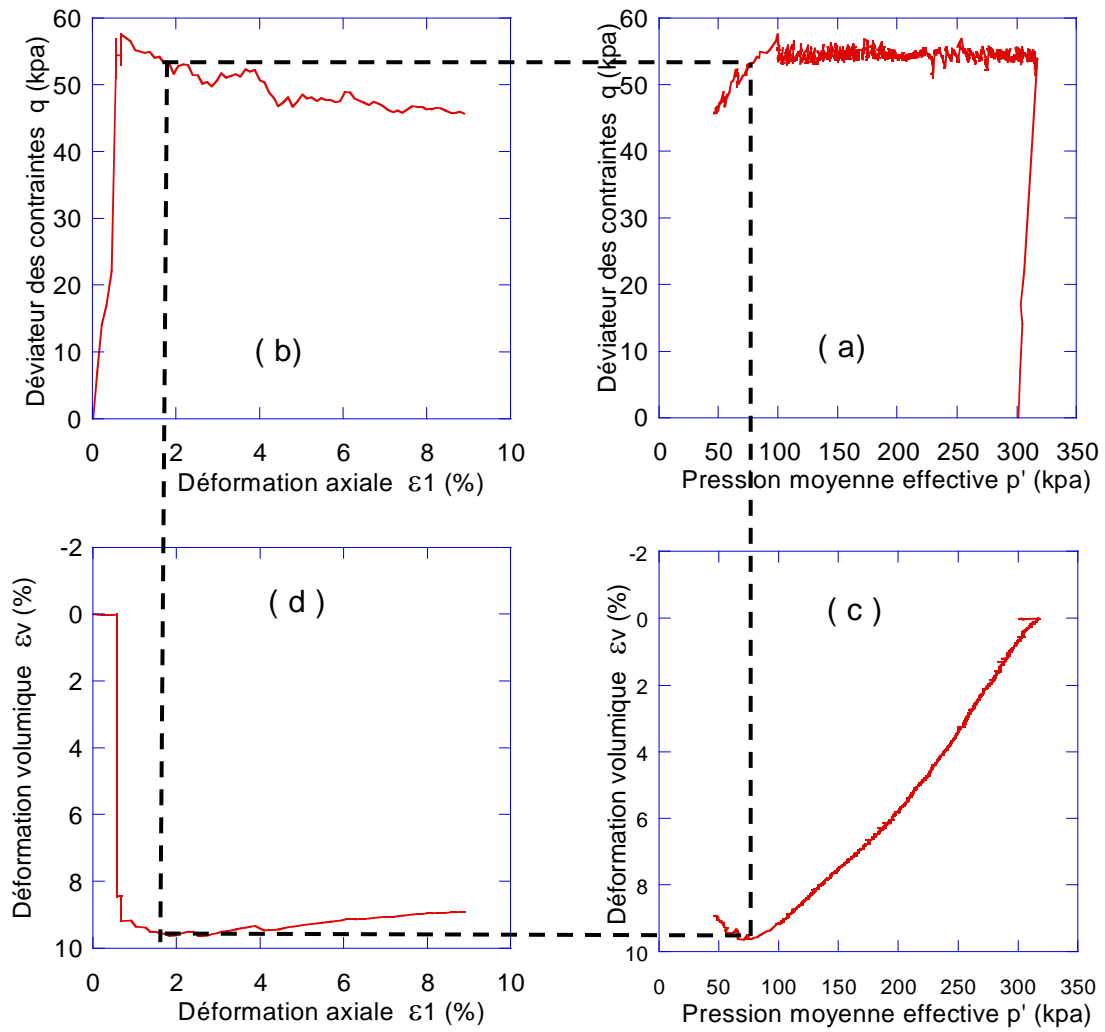 Déviateur des contraintes q (kpa)
60
50
40
30
20
10
0
( b)
0 2 4 6 8 10
Déformation axiale ε1 (%)
Déviateur des contraintes q (kpa)
60
50
40
30
20
10
0
( a)
0 50 100 150 200 250 300 350
Pression moyenne effective p' (kpa)
Déformation volumique εv (%)
-2
0
2
4
6
8
10
( d )
0 2 4 6 8 10
Déformation axiale ε1 (%)
Déformation volumique εv (%)
-2
0
2
4
6
8
10
( c )
0 50 100 150 200 250 300 350
Pression moyenne effective p' (kpa)